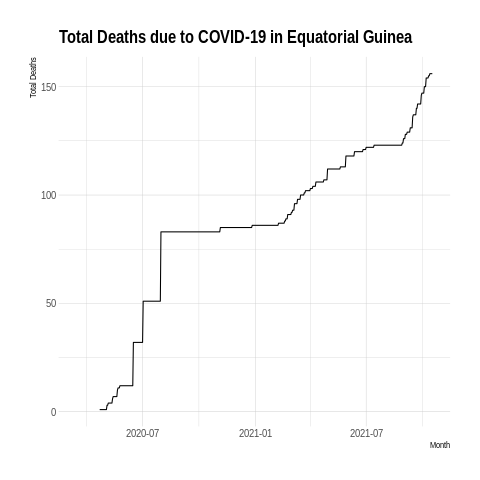 Total Deaths due to COVID-19 in Equatorial Guinea
Total Deaths
150
100
50
0
2020-07
2021-01
2021-07
Month